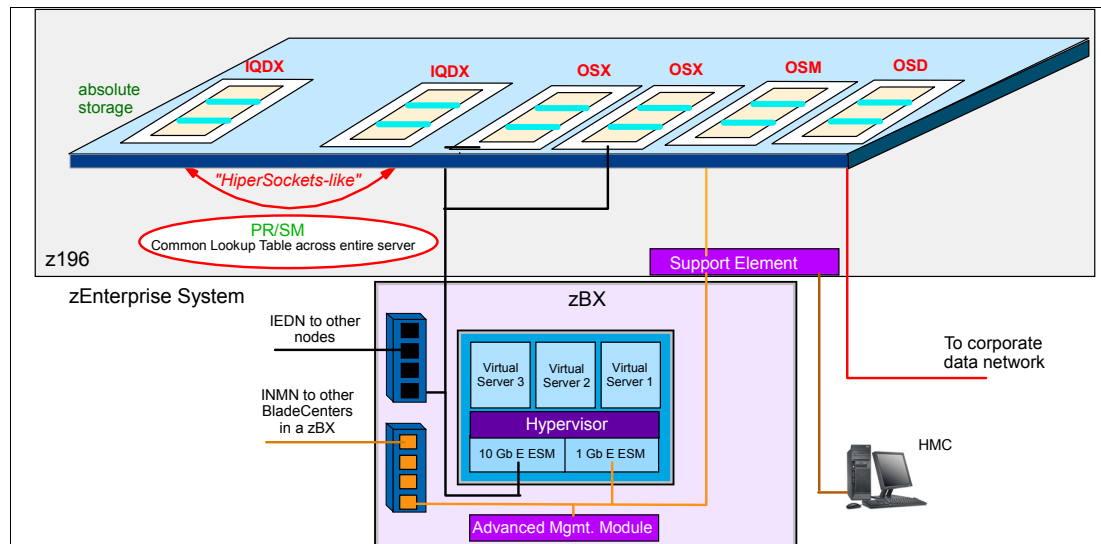 IQDX
IQDX
OSX
OSX
OSM
OSD
absolute
storage
"HiperSockets-like"
PR/SM
Common Lookup Table across entire server
z196
Support Element
zEnterprise System
zBX
IEDN to other
nodes
Virtual
Server 3
Virtual
Server 2
Virtual
Server 1
To corporate
data network
INMN to other
BladeCenters
in a zBX
Hypervisor
10 Gb E ESM
1 Gb E ESM
HMC
Advanced Mgmt. Module